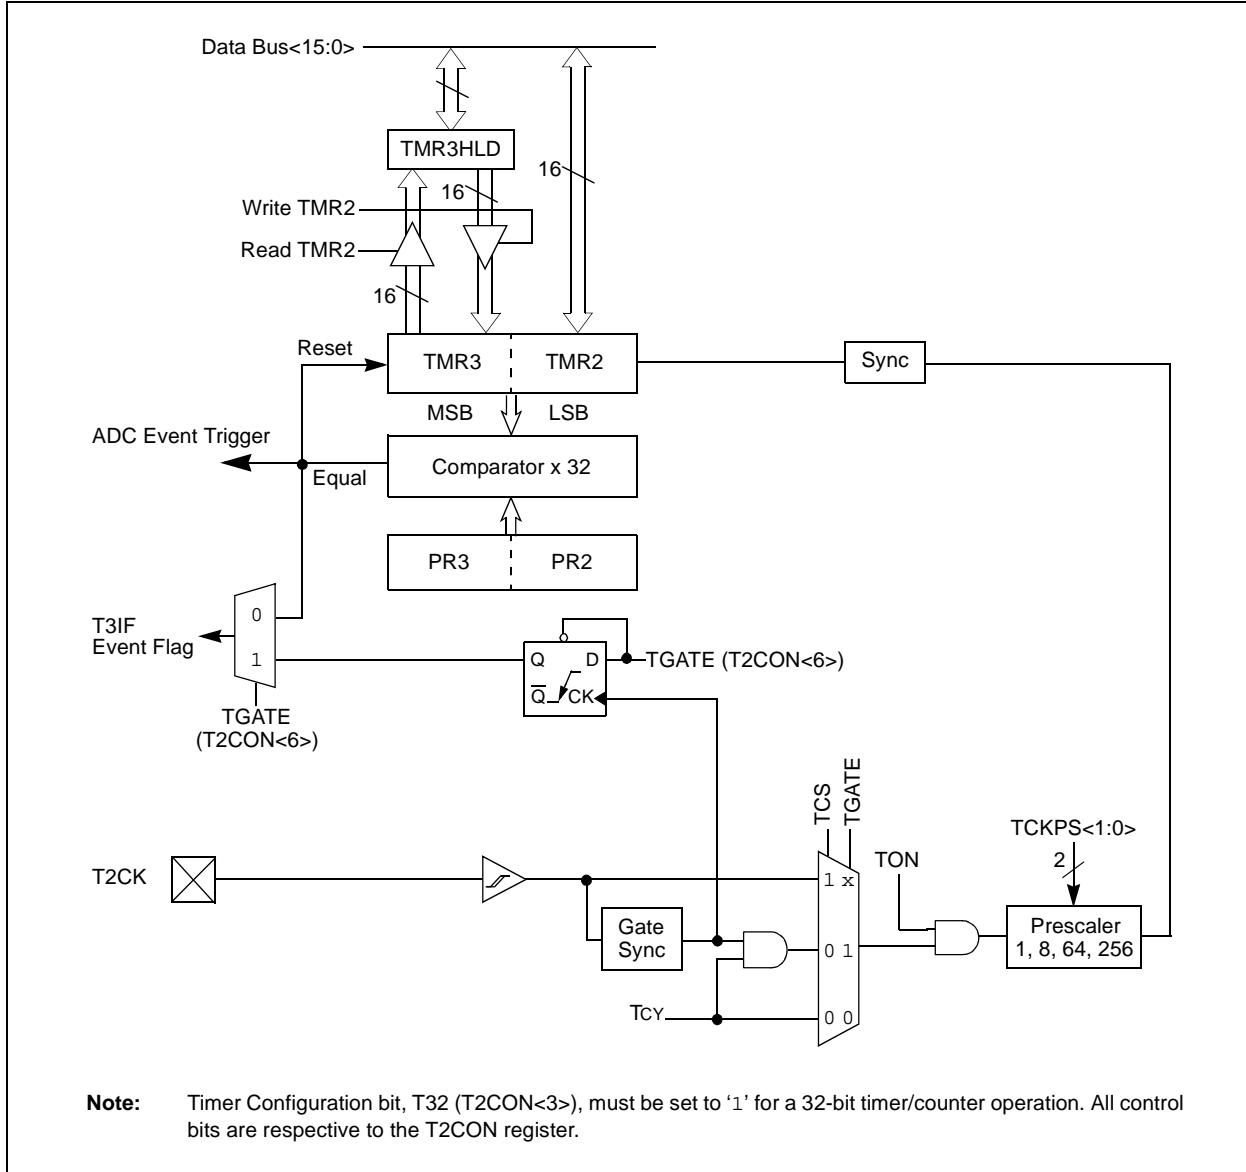 Data Bus<15:0>
TMR3HLD
16
16
Write TMR2
Read TMR2
16
Reset
TMR3 TMR2
Sync
MSB LSB
ADC Event Trigger
Equal
Comparator x 32
PR3 PR2
0
T3IF
Event Flag
1
Q D
TGATE (T2CON<6>)
Q CK
TGATE
(T2CON<6>)
TCS
TGATE
TCKPS<1:0>
2
TON
T2CK
1 x
Gate
Sync
0 1
Prescaler
1, 8, 64, 256
TCY
0 0
Note: Timer Configuration bit, T32 (T2CON<3>), must be set to ‘1’ for a 32-bit timer/counter operation. All control
bits are respective to the T2CON register.